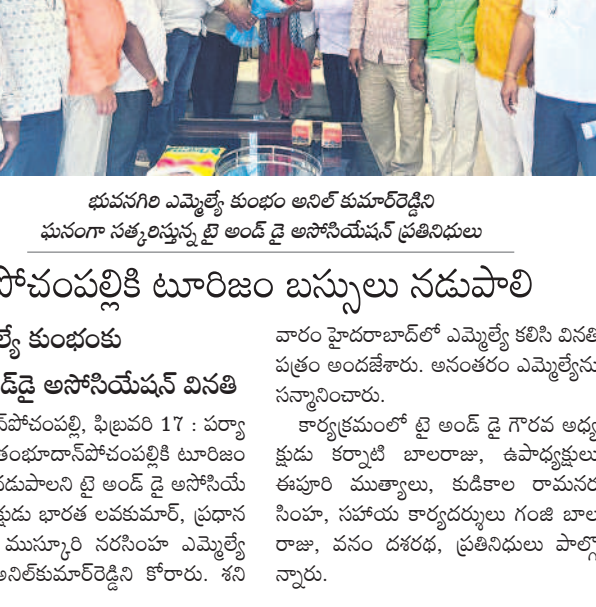 భువనగిరి ఎమ్మెల్యే కుంభం అనిల్ కుమార్‌రెడ్డిని
ఘనంగా సత్కరిస్తున్న టై అండ్ డై అసోసియేషన్ ప్రతినిధులు
పోచంపల్లికి టూరిజం బస్సులు నడుపాలి
ల్యే కుంభంకు
డ్‌డై అసోసియేషన్ వినతి
న్‌పోచంపల్లి, ఫిబ్రవరి 17 : పర్యా
తంభూదాన్‌పోచంపల్లికి టూరిజం
నడుపాలని టై అండ్ డై అసోసియే
క్షుడు భారత లవకుమార్, ప్రధాన
ముస్కూరి నరసింహ ఎమ్మెల్యే
అనిల్‌కుమార్‌రెడ్డిని కోరారు. శని
వారం హైదరాబాద్‌లో ఎమ్మెల్యే కలిసి వినతి
పత్రం అందజేశారు. అనంతరం ఎమ్మెల్యేను
సన్మానించారు.
కార్యక్రమంలో టై అండ్ డై గౌరవ అధ్య
క్షుడు కర్నాటి బాలరాజు, ఉపాధ్యక్షులు
ఈపూరి ముత్యాలు, కుడికాల రామనర
సింహ, సహాయ కార్యదర్శులు గంజి బాల
రాజు, వనం దశరథ, ప్రతినిధులు పాల్గొ
న్నారు.